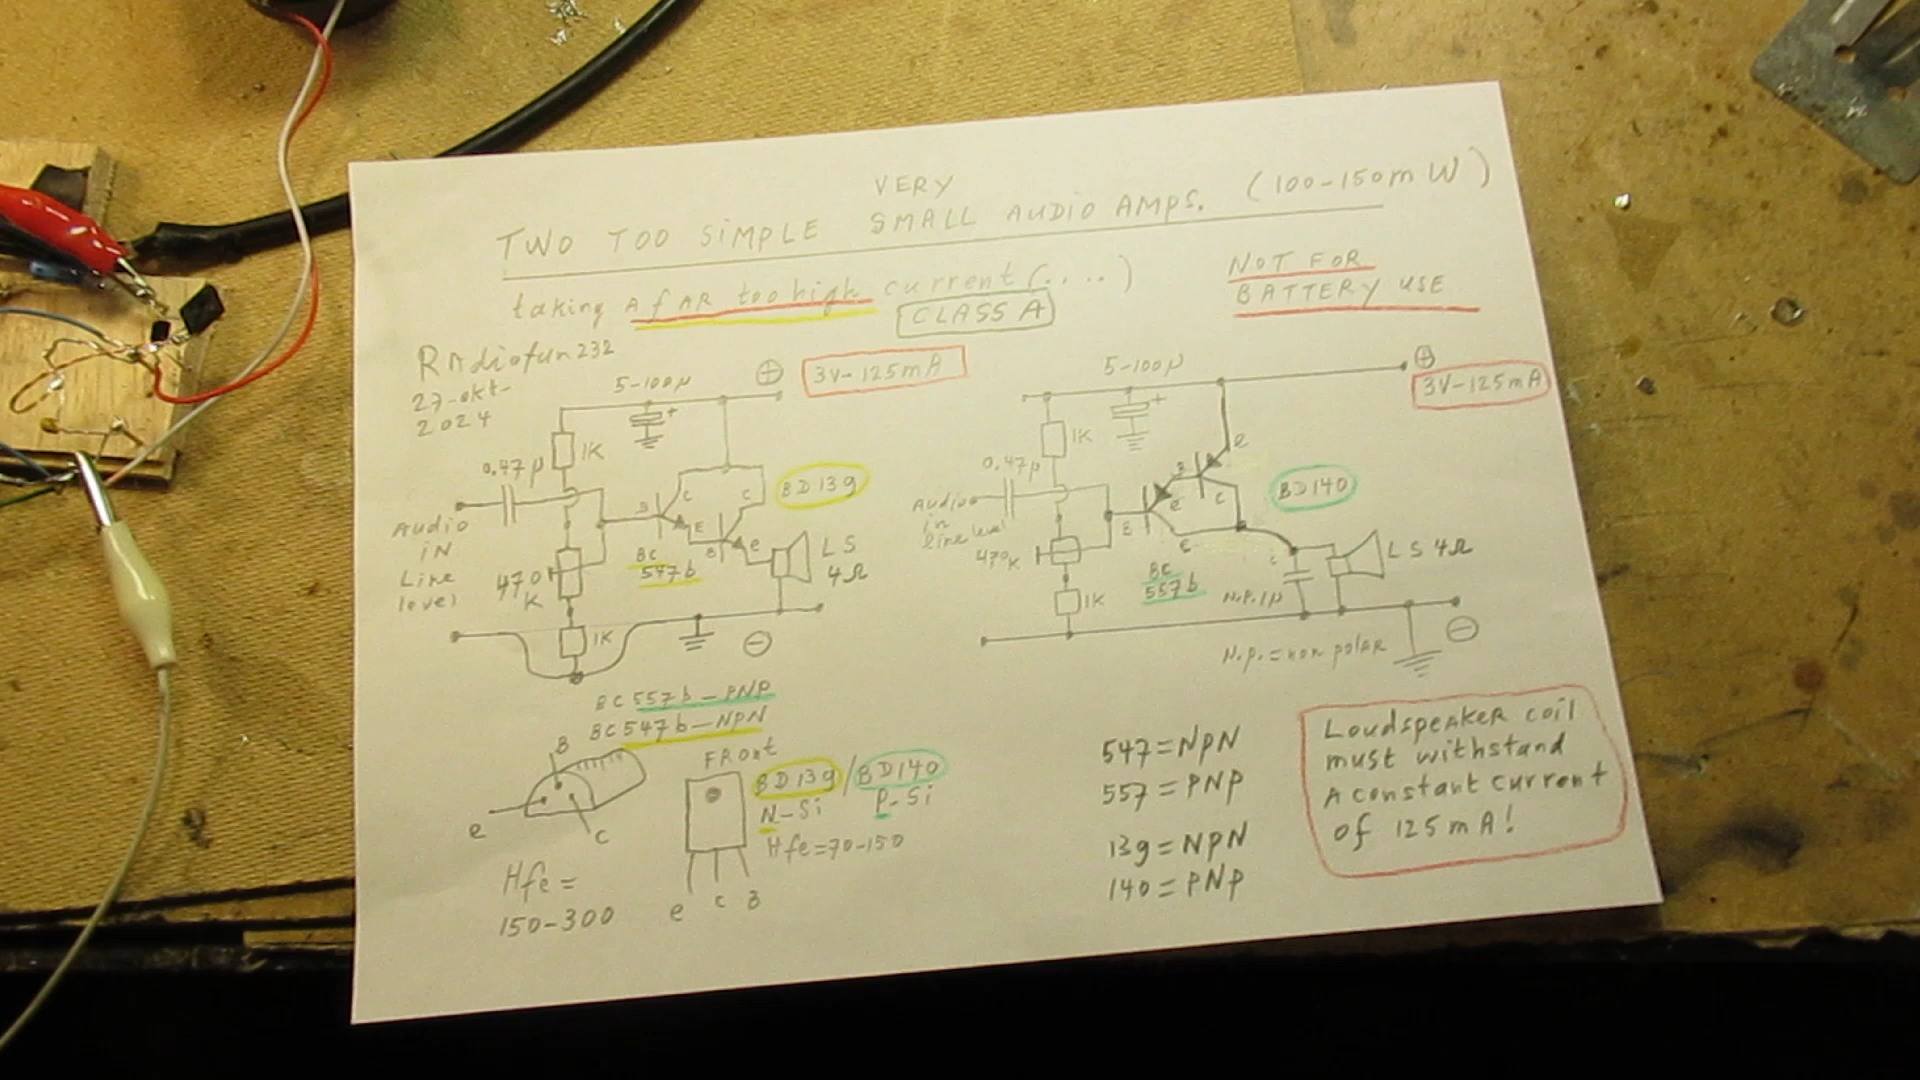 VERY
TWO TOO SIMPLE SMALL AUDIO AMPS. (100-150mW)
taking A fAR too high current (....)
CLASS A
NOT FOR
BATTERY USE
RAdiofun232
27-okt-
2024
5-100µ
⊕
3V-125mA
1K
0.47µ
Audio
iN
Line
level
470
K
1K
B
C
E
BC
547b
B
C
e
BD139
LS
4Ω
⊖
5-100µ
⊕
3V-125mA
1K
0.47µ
Audio
in
line level
470K
1K
B
e
c
BC
557b
B
e
c
BD140
c
N.P. 1µ
LS 4Ω
⊖
N.p. = non polar
BC557b-PNP
BC547b-NPN
B
e
c
Hfe =
150-300
FRont
e c B
BD139/BD140
N-Si P-Si
Hfe=70-150
547=NPN
557=PNP
139=NPN
140=PNP
Loudspeaker coil
must withstand
A constant current
of 125mA!